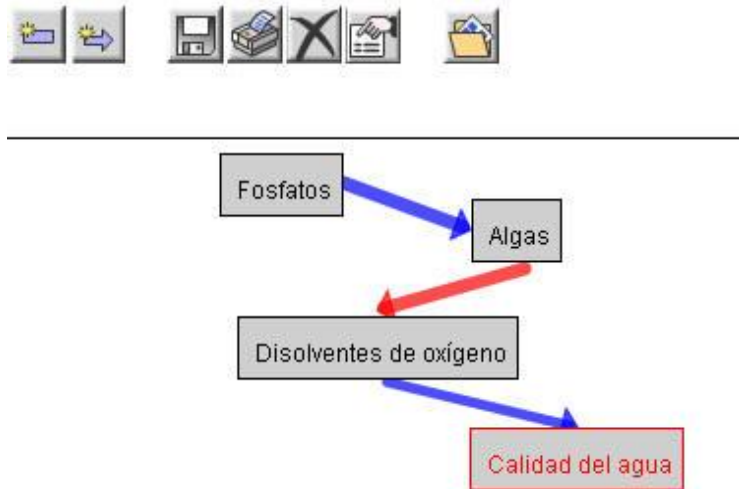 Fosfatos
Algas
Disolventes de oxígeno
Calidad del agua